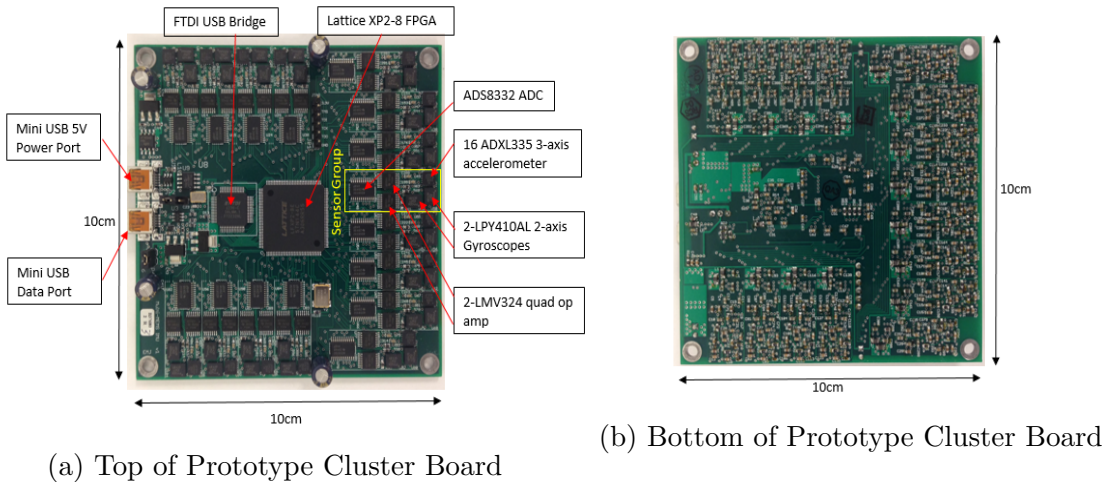 FTDI USB Bridge
Lattice XP2-8 FPGA
ADS8332 ADC
Mini USB 5V
Power Port
16 ADXL335 3-axis
accelerometer
Sensor Group
10cm
10cm
2-LPY410AL 2-axis
Gyroscopes
Mini USB
Data Port
2-LMV324 quad op
amp
10cm
10cm
(a) Top of Prototype Cluster Board
(b) Bottom of Prototype Cluster Board
LATTICE